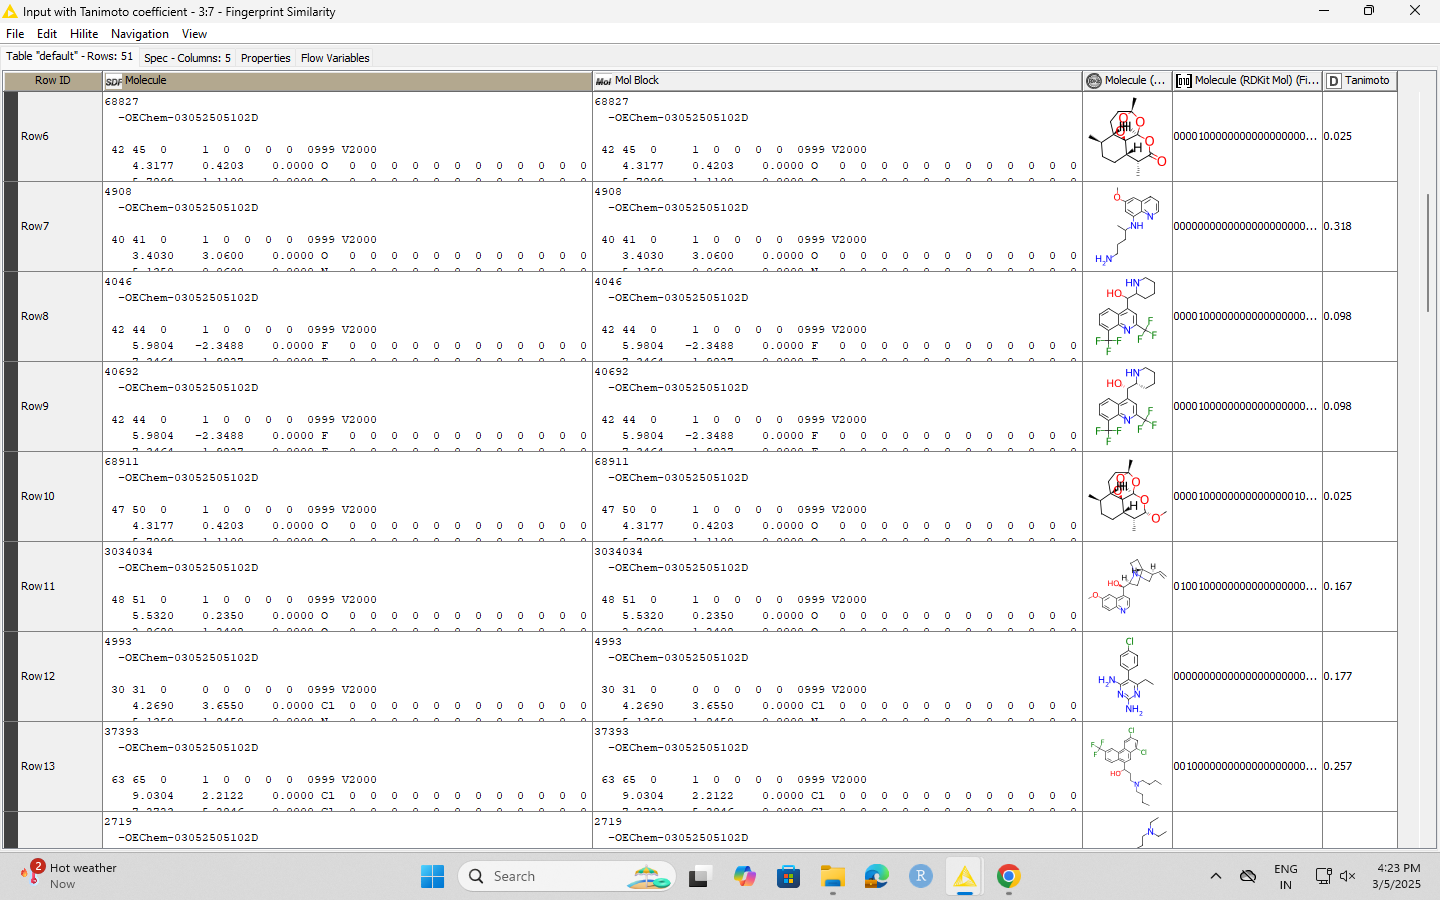 Input with Tanimoto coefficient - 3:7 - Fingerprint Similarity
File Edit Hilite Navigation View
Table "default" - Rows: 51 Spec - Columns: 5 Properties Flow Variables
Row ID SDF Molecule Mol Mol Block Molecule (... Molecule (RDKit Mol) (Fi... D Tanimoto
68827 68827
-OEChem-03052505102D -OEChem-03052505102D
Row6 0000100000000000000000... 0.025
42 45 0 1 0 0 0 0 0999 V2000 42 45 0 1 0 0 0 0 0999 V2000
4.3177 0.4203 0.0000 O 0 0 0 0 0 0 0 0 0 0 0 0 4.3177 0.4203 0.0000 O 0 0 0 0 0 0 0 0 0 0 0 0
4908 4908
-OEChem-03052505102D -OEChem-03052505102D
Row7 0000000000000000000000... 0.318
40 41 0 1 0 0 0 0 0999 V2000 40 41 0 1 0 0 0 0 0999 V2000
3.4030 3.0600 0.0000 O 0 0 0 0 0 0 0 0 0 0 0 0 3.4030 3.0600 0.0000 O 0 0 0 0 0 0 0 0 0 0 0 0
4046 4046
-OEChem-03052505102D -OEChem-03052505102D
Row8 0000100000000000000000... 0.098
42 44 0 1 0 0 0 0 0999 V2000 42 44 0 1 0 0 0 0 0999 V2000
5.9804 -2.3488 0.0000 F 0 0 0 0 0 0 0 0 0 0 0 0 5.9804 -2.3488 0.0000 F 0 0 0 0 0 0 0 0 0 0 0 0
40692 40692
-OEChem-03052505102D -OEChem-03052505102D
Row9 0000100000000000000000... 0.098
42 44 0 1 0 0 0 0 0999 V2000 42 44 0 1 0 0 0 0 0999 V2000
5.9804 -2.3488 0.0000 F 0 0 0 0 0 0 0 0 0 0 0 0 5.9804 -2.3488 0.0000 F 0 0 0 0 0 0 0 0 0 0 0 0
68911 68911
-OEChem-03052505102D -OEChem-03052505102D
Row10 0000100000000000000010... 0.025
47 50 0 1 0 0 0 0 0999 V2000 47 50 0 1 0 0 0 0 0999 V2000
4.3177 0.4203 0.0000 O 0 0 0 0 0 0 0 0 0 0 0 0 4.3177 0.4203 0.0000 O 0 0 0 0 0 0 0 0 0 0 0 0
3034034 3034034
-OEChem-03052505102D -OEChem-03052505102D
Row11 0100100000000000000000... 0.167
48 51 0 1 0 0 0 0 0999 V2000 48 51 0 1 0 0 0 0 0999 V2000
5.5320 0.2350 0.0000 O 0 0 0 0 0 0 0 0 0 0 0 0 5.5320 0.2350 0.0000 O 0 0 0 0 0 0 0 0 0 0 0 0
4993 4993
-OEChem-03052505102D -OEChem-03052505102D
Row12 0000000000000000000000... 0.177
30 31 0 0 0 0 0 0 0999 V2000 30 31 0 0 0 0 0 0 0999 V2000
4.2690 3.6550 0.0000 Cl 0 0 0 0 0 0 0 0 0 0 0 0 4.2690 3.6550 0.0000 Cl 0 0 0 0 0 0 0 0 0 0 0 0
37393 37393
-OEChem-03052505102D -OEChem-03052505102D
Row13 0010000000000000000000... 0.257
63 65 0 1 0 0 0 0 0999 V2000 63 65 0 1 0 0 0 0 0999 V2000
9.0304 2.2122 0.0000 Cl 0 0 0 0 0 0 0 0 0 0 0 0 9.0304 2.2122 0.0000 Cl 0 0 0 0 0 0 0 0 0 0 0 0
2719 2719
-OEChem-03052505102D -OEChem-03052505102D
2 Hot weather
Now
Search
R
ENG
IN
4:23 PM
3/5/2025